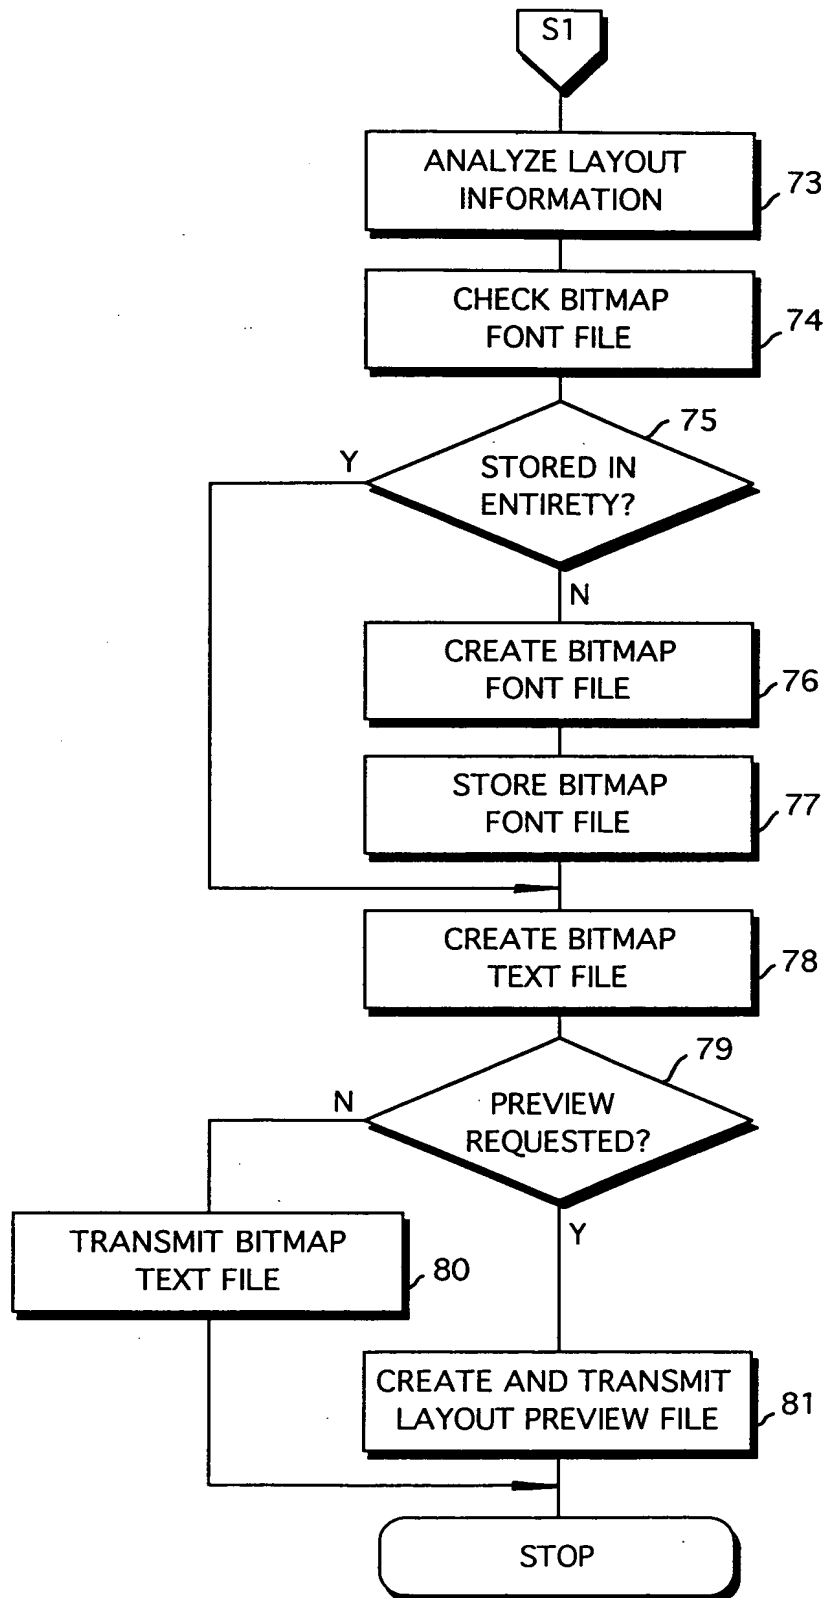 S1
ANALYZE LAYOUT
INFORMATION
73
CHECK BITMAP
FONT FILE
74
75
Y
STORED IN
ENTIRETY?
N
CREATE BITMAP
FONT FILE
76
STORE BITMAP
FONT FILE
77
CREATE BITMAP
TEXT FILE
78
79
N
PREVIEW
REQUESTED?
Y
TRANSMIT BITMAP
TEXT FILE
80
CREATE AND TRANSMIT
LAYOUT PREVIEW FILE
81
STOP